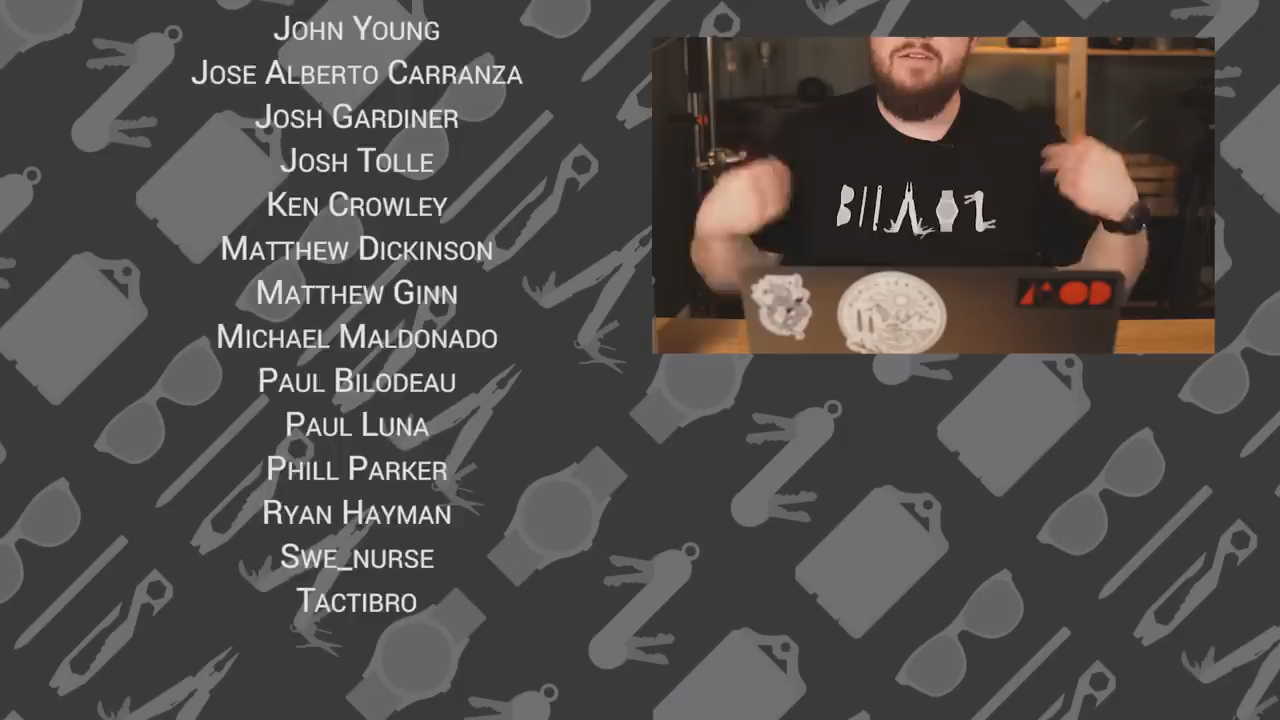 John Young
Jose Alberto Carranza
Josh Gardiner
Josh Tolle
Ken Crowley
Matthew Dickinson
Matthew Ginn
Michael Maldonado
Paul Bilodeau
Paul Luna
Phill Parker
Ryan Hayman
Swe_nurse
Tactibro